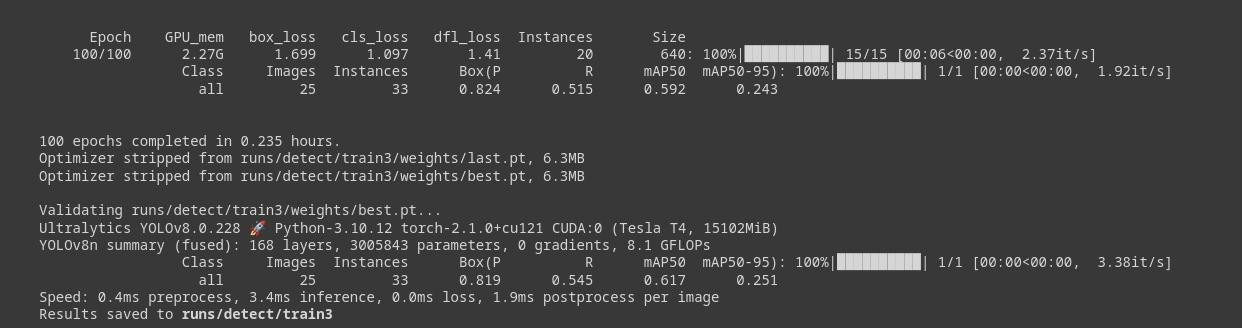 Epoch GPU_mem box_loss cls_loss dfl_loss Instances Size
100/100 2.27G 1.699 1.097 1.41 20 640: 100%|██████████| 15/15 [00:06<00:00, 2.37it/s]
Class Images Instances Box(P R mAP50 mAP50-95): 100%|██████████| 1/1 [00:00<00:00, 1.92it/s]
all 25 33 0.824 0.515 0.592 0.243
100 epochs completed in 0.235 hours.
Optimizer stripped from runs/detect/train3/weights/last.pt, 6.3MB
Optimizer stripped from runs/detect/train3/weights/best.pt, 6.3MB
Validating runs/detect/train3/weights/best.pt...
Ultralytics YOLOv8.0.228 🚀 Python-3.10.12 torch-2.1.0+cu121 CUDA:0 (Tesla T4, 15102MiB)
YOLOv8n summary (fused): 168 layers, 3005843 parameters, 0 gradients, 8.1 GFLOPs
Class Images Instances Box(P R mAP50 mAP50-95): 100%|██████████| 1/1 [00:00<00:00, 3.38it/s]
all 25 33 0.819 0.545 0.617 0.251
Speed: 0.4ms preprocess, 3.4ms inference, 0.0ms loss, 1.9ms postprocess per image
Results saved to runs/detect/train3